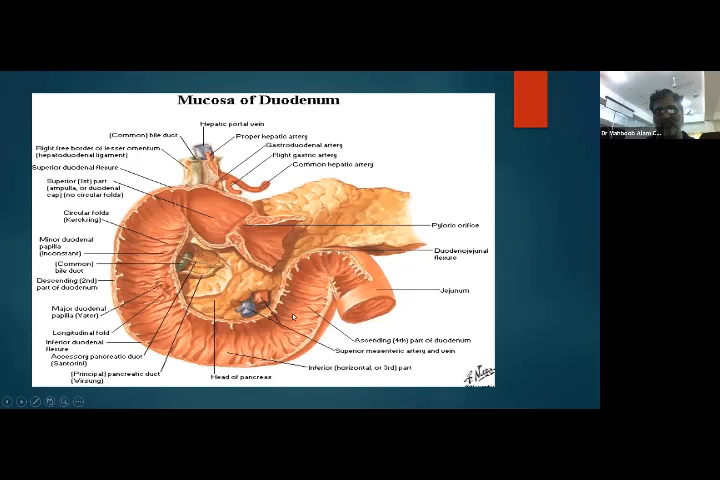 Mucosa of Duodenum
Hepatic portal vein
(Common) bile duct
Proper hepatic artery
Gastroduodenal artery
Right free border of lesser omentum
(hepatoduodenal ligament)
Right gastric artery
Common hepatic artery
Superior duodenal flexure
Superior (1st) part
(ampulla, or duodenal
cap) (no circular folds)
Circular folds
(Kerckring)
Pyloric orifice
Minor duodenal
papilla
(inconstant)
Duodenojejunal
flexure
(Common)
bile duct
Descending (2nd)
part of duodenum
Jejunum
Major duodenal
papilla (Vater)
Longitudinal fold
Inferior duodenal
flexure
Ascending (4th) part of duodenum
Superior mesenteric artery and vein
Accessory pancreatic duct
(Santorini)
Inferior (horizontal, or 3rd) part
(Principal) pancreatic duct
(Wirsung)
Head of pancreas
Dr Mahboob Alam C...